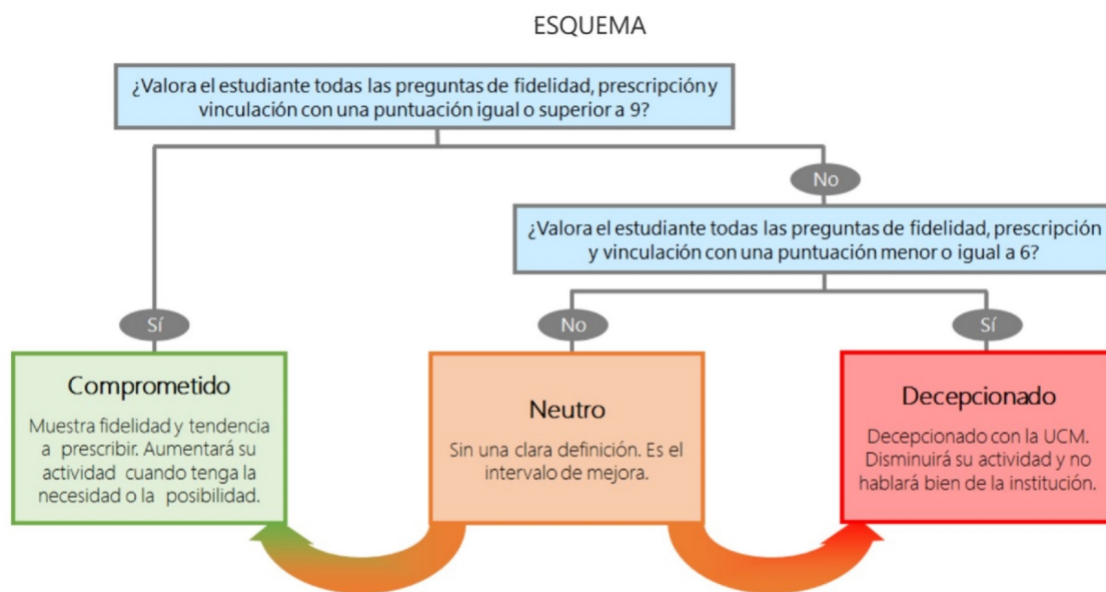 ESQUEMA
¿Valora el estudiante todas las preguntas de fidelidad, prescripción y
vinculación con una puntuación igual o superior a 9?
No
¿Valora el estudiante todas las preguntas de fidelidad, prescripción
y vinculación con una puntuación menor o igual a 6?
Sí
No
Sí
Comprometido
Muestra fidelidad y tendencia
a prescribir. Aumentará su
actividad cuando tenga la
necesidad o la posibilidad.
Neutro
Sin una clara definición. Es el
intervalo de mejora.
Decepcionado
Decepcionado con la UCM.
Disminuirá su actividad y no
hablará bien de la institución.